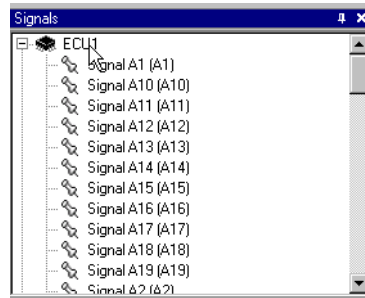 Signals
ECU1
Signal A1 (A1)
Signal A10 (A10)
Signal A11 (A11)
Signal A12 (A12)
Signal A13 (A13)
Signal A14 (A14)
Signal A15 (A15)
Signal A16 (A16)
Signal A17 (A17)
Signal A18 (A18)
Signal A19 (A19)
Signal A2 (A2)